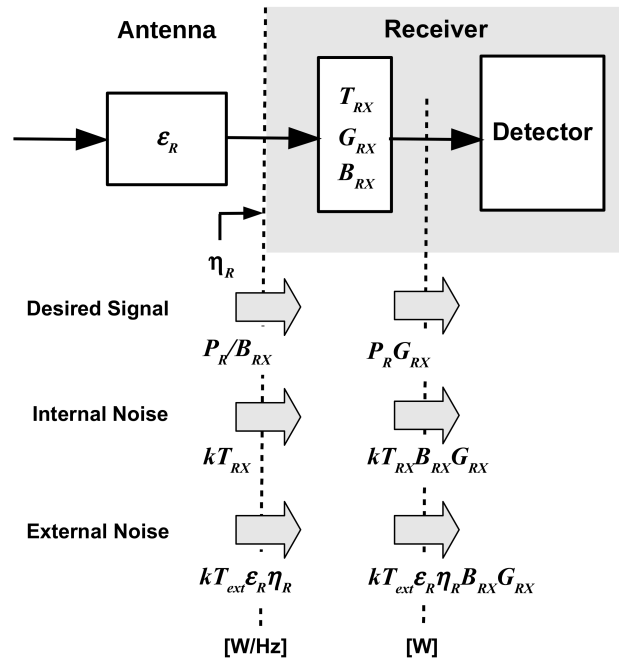 Antenna
Receiver
ε_R
T_RX
G_RX
B_RX
Detector
η_R
Desired Signal
P_R/B_RX
P_R G_RX
Internal Noise
kT_RX
kT_RX B_RX G_RX
External Noise
kT_ext ε_R η_R
kT_ext ε_R η_R B_RX G_RX
[W/Hz]
[W]